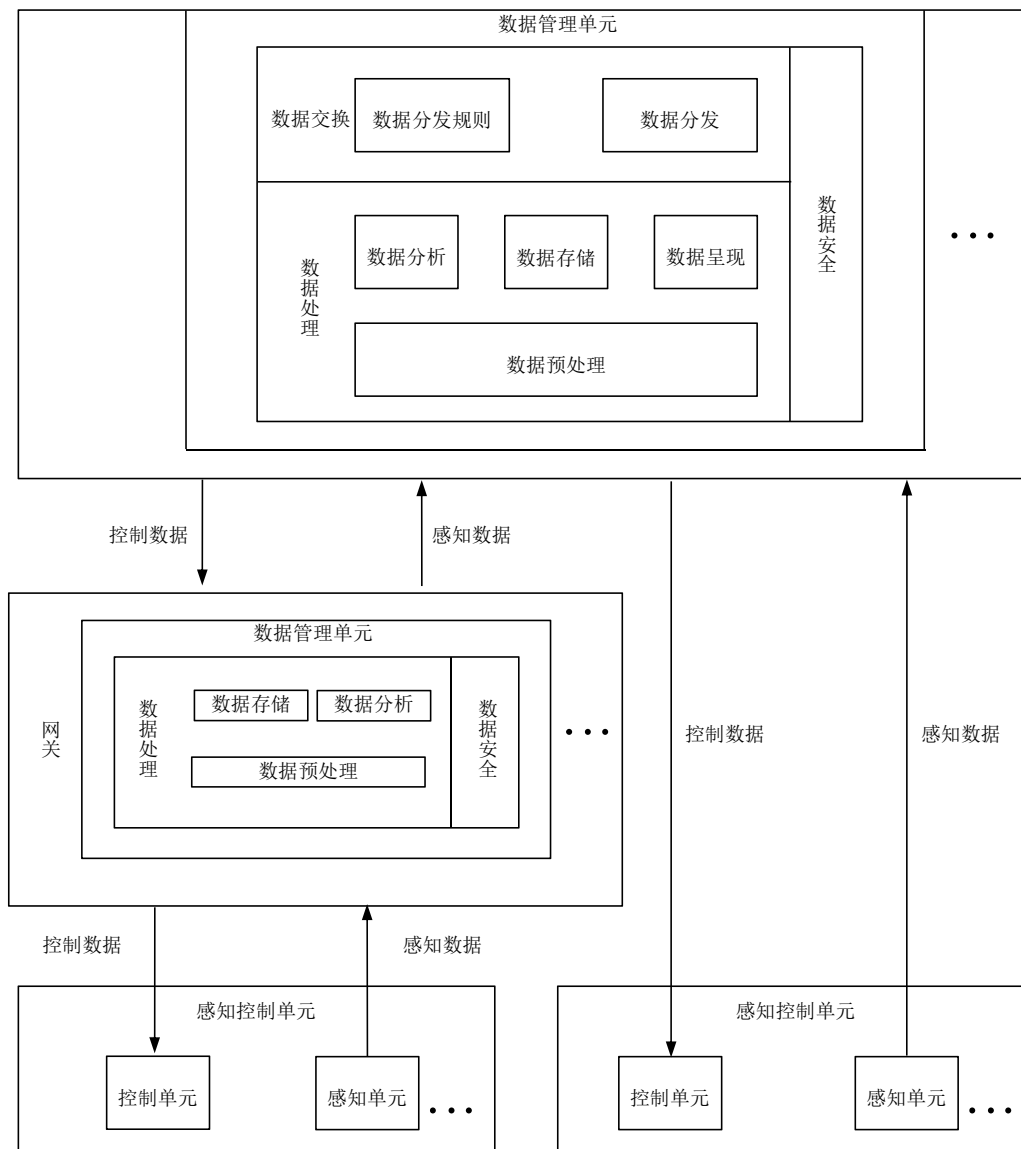 数据管理单元
数据交换
数据分发规则
数据分发
数据处理
数据分析
数据存储
数据呈现
数据预处理
数据安全
• • •
控制数据
感知数据
网关
数据管理单元
数据处理
数据存储
数据分析
数据预处理
数据安全
• • •
控制数据
感知数据
控制数据
感知数据
感知控制单元
控制单元
感知单元
• • •
感知控制单元
控制单元
感知单元
• • •